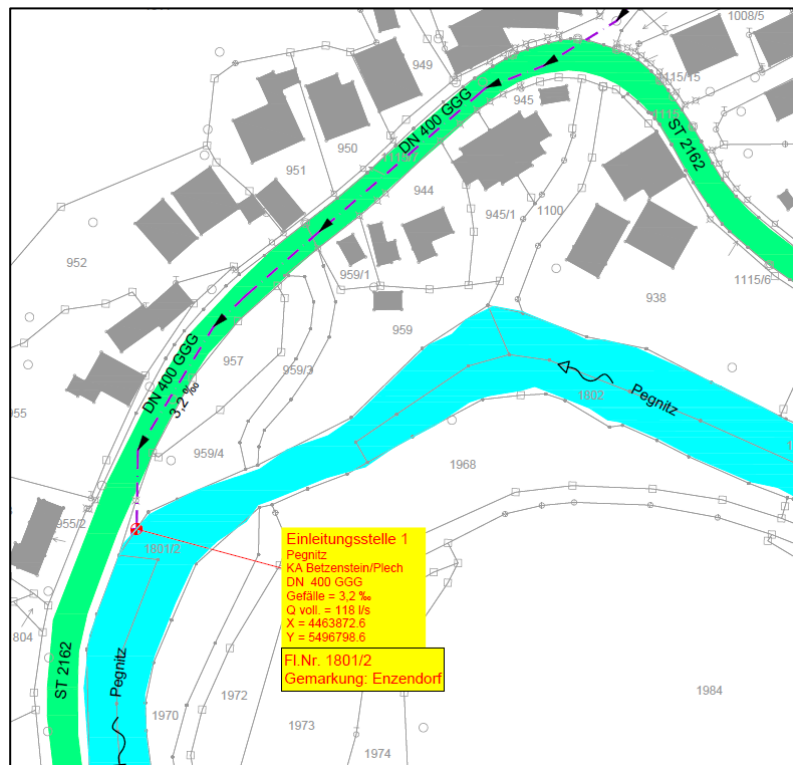 1008/5
949
1115/15
945
DN 400 GGG
950
951
ST 2162
944
945/1
1100
952
959/1
1115/6
938
959
957
DN 400 GGG
3,2 ‰
959/3
Pegnitz
1802
955
959/4
1968
955/2
1801/2
Einleitungsstelle 1
Pegnitz
KA Betzenstein/Plech
DN 400 GGG
Gefälle = 3,2 ‰
Q voll. = 118 l/s
X = 4463872.6
Y = 5496798.6
Fl.Nr. 1801/2
Gemarkung: Enzendorf
804
ST 2162
Pegnitz
1970
1972
1973
1974
1984